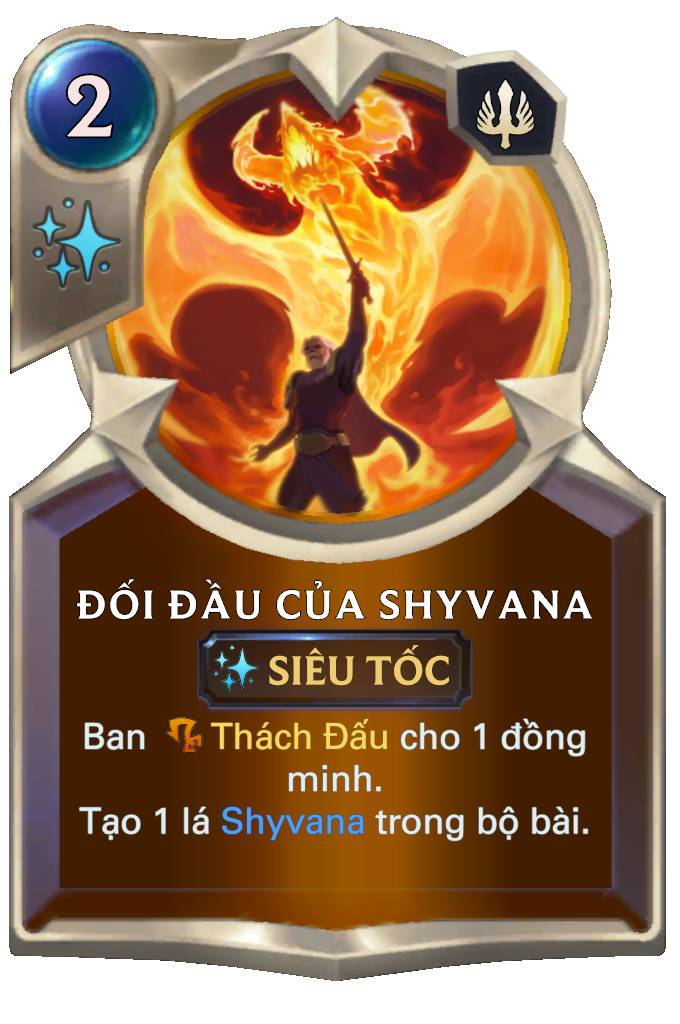 2
ĐỐI ĐẦU CỦA SHYVANA
SIÊU TỐC
Ban Thách Đấu cho 1 đồng
minh.
Tạo 1 lá Shyvana trong bộ bài.